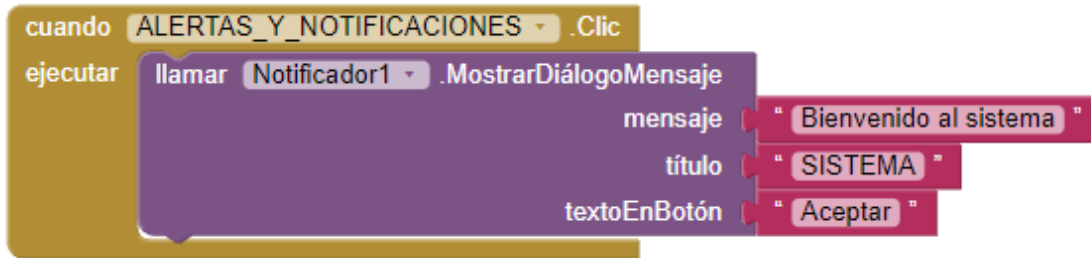 cuando ALERTAS_Y_NOTIFICACIONES .Clic
ejecutar llamar Notificador1 .MostrarDiálogoMensaje
mensaje " Bienvenido al sistema "
título " SISTEMA "
textoEnBotón " Aceptar "